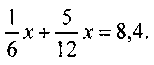 1/6 x + 5/12 x = 8,4.